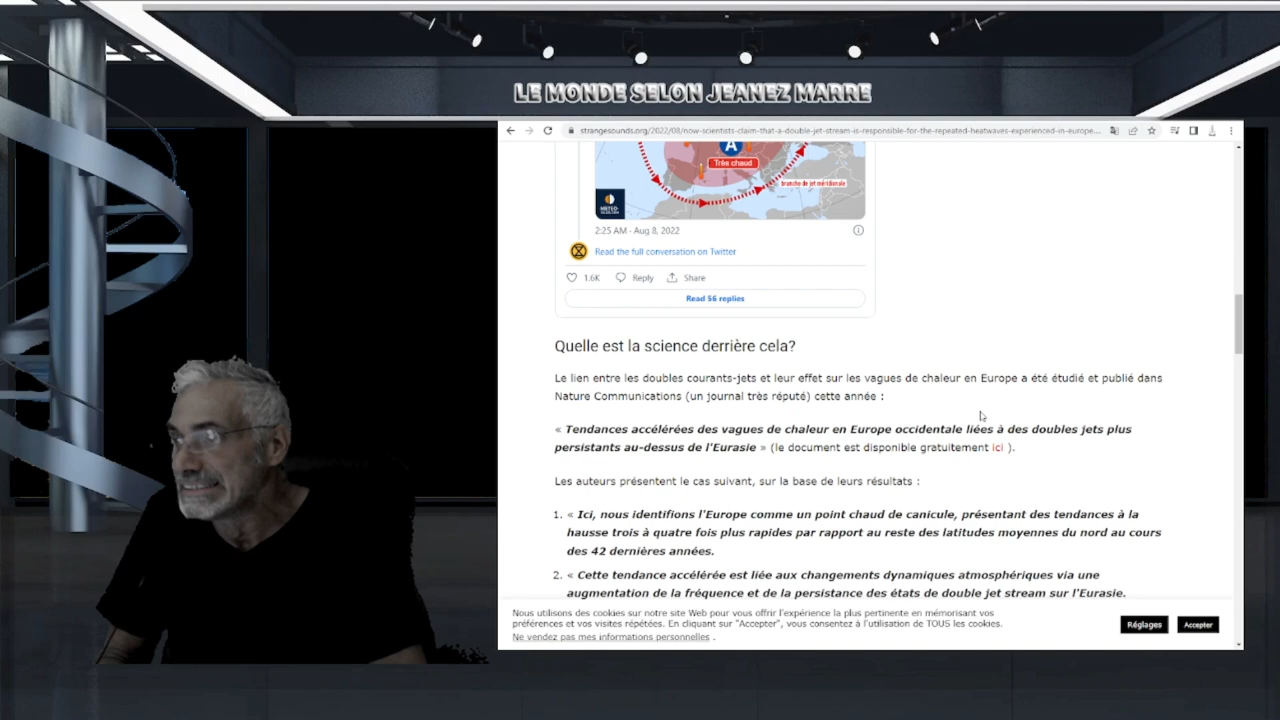 LE MONDE SELON JEANEZ MARRE
strangesounds.org/2022/08/now-scientists-claim-that-a-double-jet-stream-is-responsible-for-the-repeated-heatwaves-experienced-in-europe...
A
Très chaud
branche de jet méridionale
METEO
2:25 AM · Aug 8, 2022
Read the full conversation on Twitter
1.6K Reply Share
Read 56 replies
Quelle est la science derrière cela?
Le lien entre les doubles courants-jets et leur effet sur les vagues de chaleur en Europe a été étudié et publié dans
Nature Communications (un journal très réputé) cette année :
« Tendances accélérées des vagues de chaleur en Europe occidentale liées à des doubles jets plus
persistants au-dessus de l'Eurasie » (le document est disponible gratuitement ici ).
Les auteurs présentent le cas suivant, sur la base de leurs résultats :
1. « Ici, nous identifions l'Europe comme un point chaud de canicule, présentant des tendances à la
hausse trois à quatre fois plus rapides par rapport au reste des latitudes moyennes du nord au cours
des 42 dernières années.
2. « Cette tendance accélérée est liée aux changements dynamiques atmosphériques via une
augmentation de la fréquence et de la persistance des états de double jet stream sur l'Eurasie.
Nous utilisons des cookies sur notre site Web pour vous offrir l'expérience la plus pertinente en mémorisant vos
préférences et vos visites répétées. En cliquant sur "Accepter", vous consentez à l'utilisation de TOUS les cookies.
Ne vendez pas mes informations personnelles .
Réglages Accepter